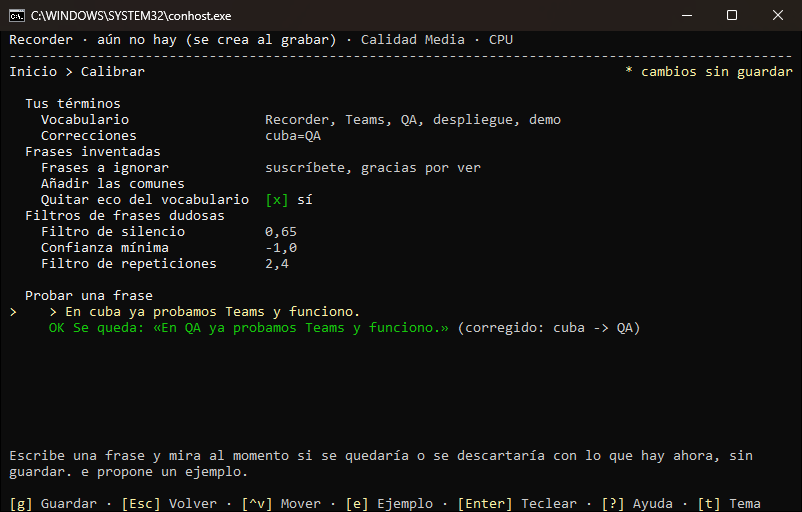 C:\WINDOWS\SYSTEM32\conhost.exe
Recorder · aún no hay (se crea al grabar) · Calidad Media · CPU
Inicio > Calibrar * cambios sin guardar
Tus términos
Vocabulario Recorder, Teams, QA, despliegue, demo
Correcciones cuba=QA
Frases inventadas
Frases a ignorar suscríbete, gracias por ver
Añadir las comunes
Quitar eco del vocabulario [x] sí
Filtros de frases dudosas
Filtro de silencio 0,65
Confianza mínima -1,0
Filtro de repeticiones 2,4
Probar una frase
> > En cuba ya probamos Teams y funciono.
OK Se queda: «En QA ya probamos Teams y funciono.» (corregido: cuba -> QA)
Escribe una frase y mira al momento si se quedaría o se descartaría con lo que hay ahora, sin
guardar. e propone un ejemplo.
[g] Guardar · [Esc] Volver · [^v] Mover · [e] Ejemplo · [Enter] Teclear · [?] Ayuda · [t] Tema